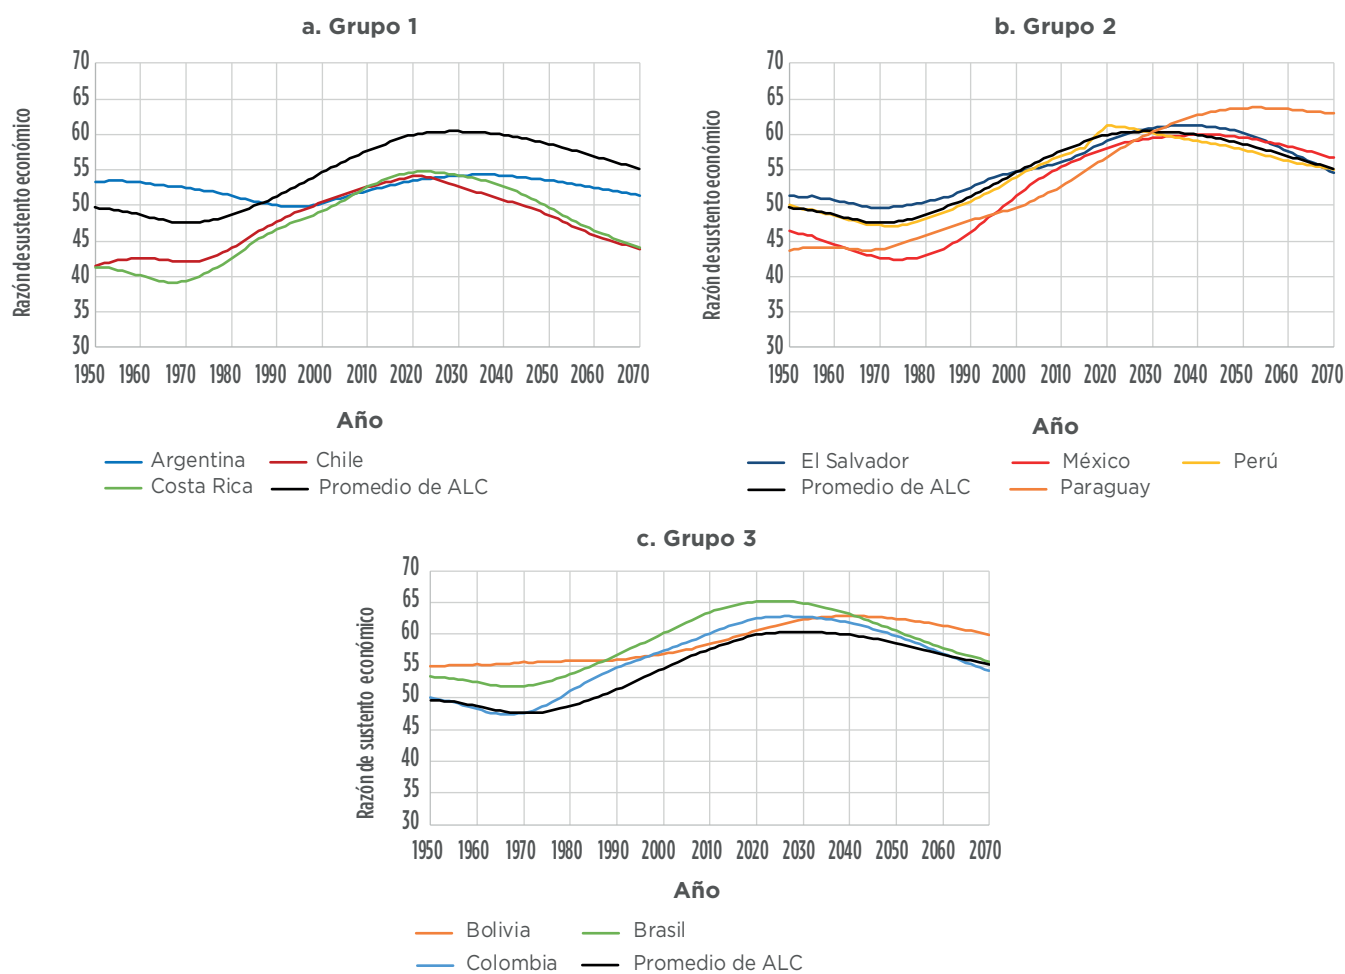 a. Grupo 1
Razón de sustento económico
70
65
60
55
50
45
40
35
30
1950 1960 1970 1980 1990 2000 2010 2020 2030 2040 2050 2060 2070
Año
Argentina Chile
Costa Rica Promedio de ALC
b. Grupo 2
Razón de sustento económico
70
65
60
55
50
45
40
35
30
1950 1960 1970 1980 1990 2000 2010 2020 2030 2040 2050 2060 2070
Año
El Salvador México Perú
Promedio de ALC Paraguay
c. Grupo 3
Razón de sustento económico
70
65
60
55
50
45
40
35
30
1950 1960 1970 1980 1990 2000 2010 2020 2030 2040 2050 2060 2070
Año
Bolivia Brasil
Colombia Promedio de ALC